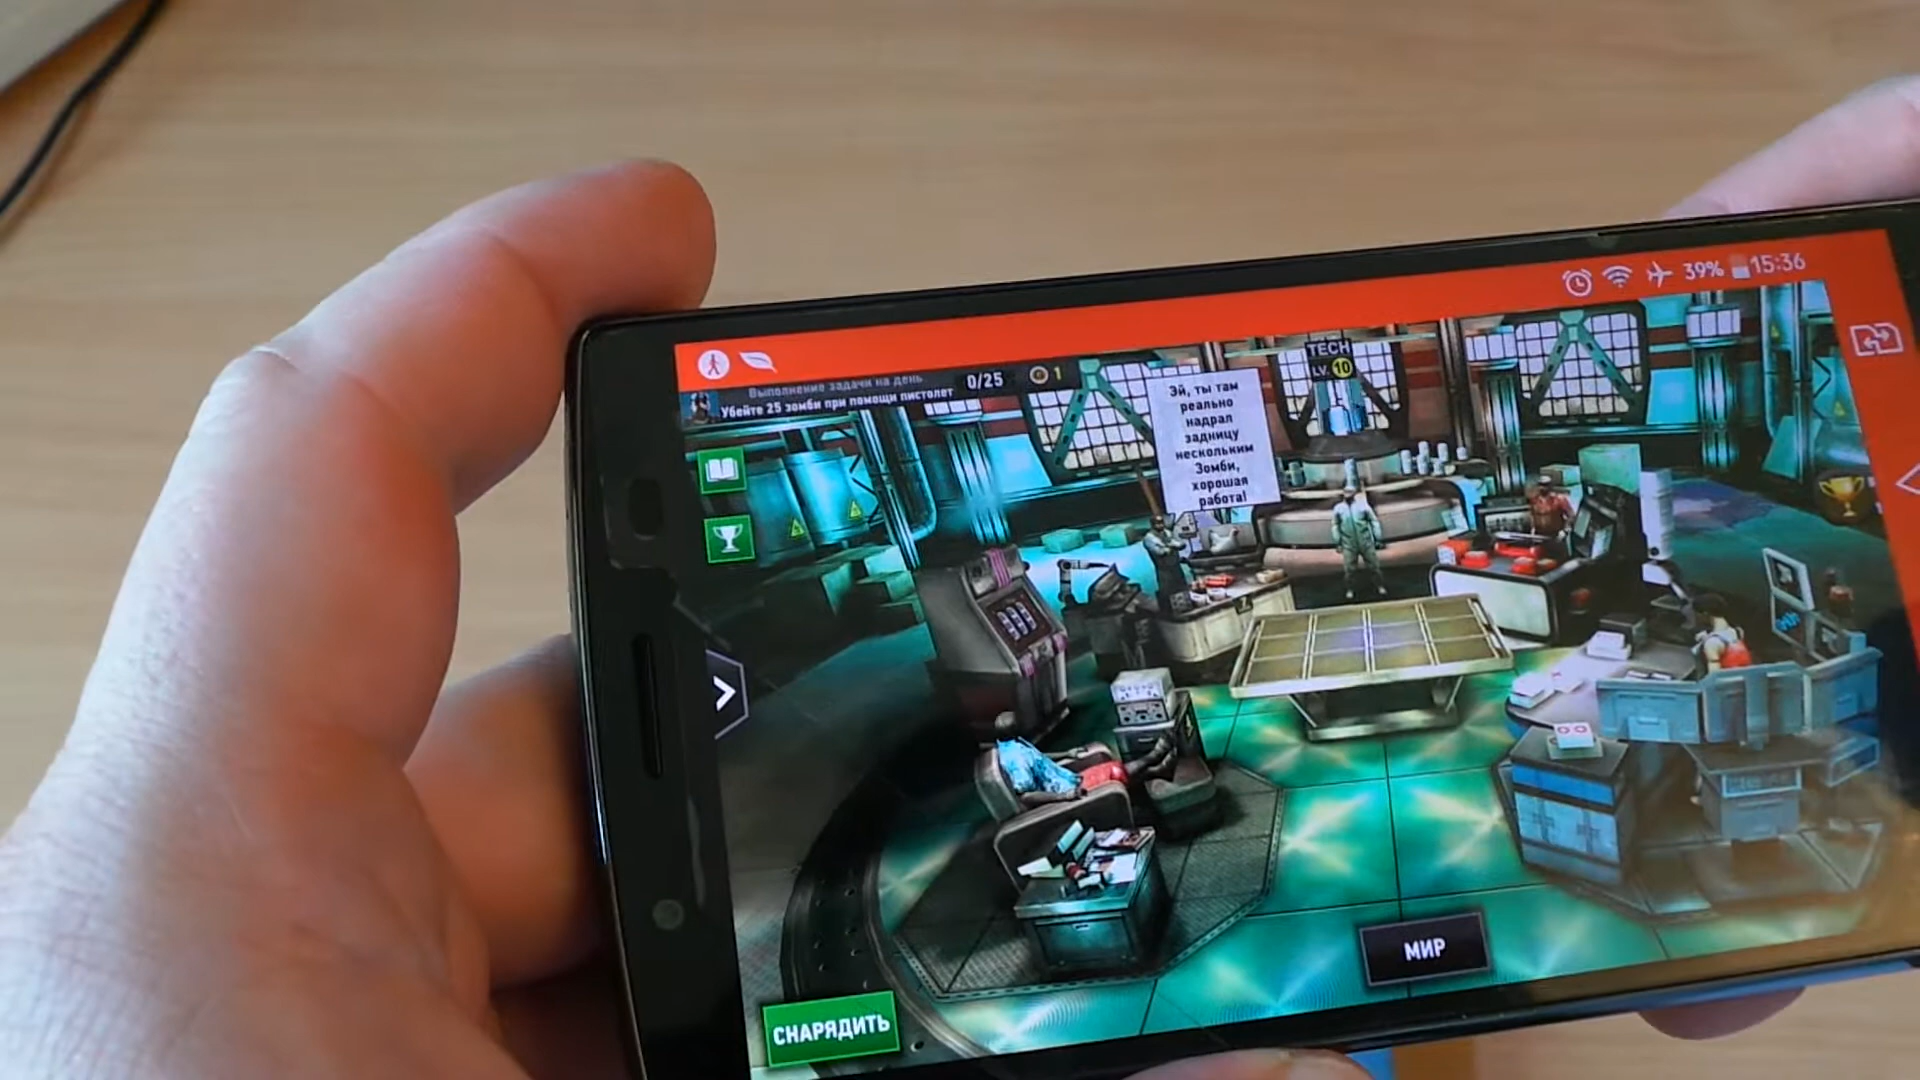 39% 15:36
Выполнение задачи на день
Убейте 25 зомби при помощи пистолет
0/25
1
TECH
LV. 10
Эй, ты там
реально
надрал
задницу
нескольким
Зомби,
хорошая
работа!
МИР
СНАРЯДИТЬ